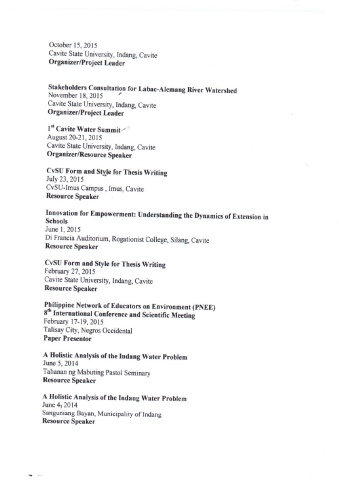 October 15, 2015
Cavite State University, Indang, Cavite
Organizer/Project Leader
Stakeholders Consultation for Labac-Alemang River Watershed
November 18, 2015
Cavite State University, Indang, Cavite
Organizer/Project Leader
1st Cavite Water Summit
August 20-21, 2015
Cavite State University, Indang, Cavite
Organizer/Resource Speaker
CvSU Form and Style for Thesis Writing
July 23, 2015
CvSU-Imus Campus , Imus, Cavite
Resource Speaker
Innovation for Empowerment: Understanding the Dynamics of Extension in
Schools
June 1, 2015
Di Francia Auditorium, Rogationist College, Silang, Cavite
Resource Speaker
CvSU Form and Style for Thesis Writing
February 27, 2015
Cavite State University, Indang, Cavite
Resource Speaker
Philippine Network of Educators on Environment (PNEE)
8th International Conference and Scientific Meeting
February 17-19, 2015
Talisay City, Negros Occidental
Paper Presentor
A Holistic Analysis of the Indang Water Problem
June 5, 2014
Tahanan ng Mabuting Pastol Seminary
Resource Speaker
A Holistic Analysis of the Indang Water Problem
June 4, 2014
Sangguniang Bayan, Municipality of Indang
Resource Speaker